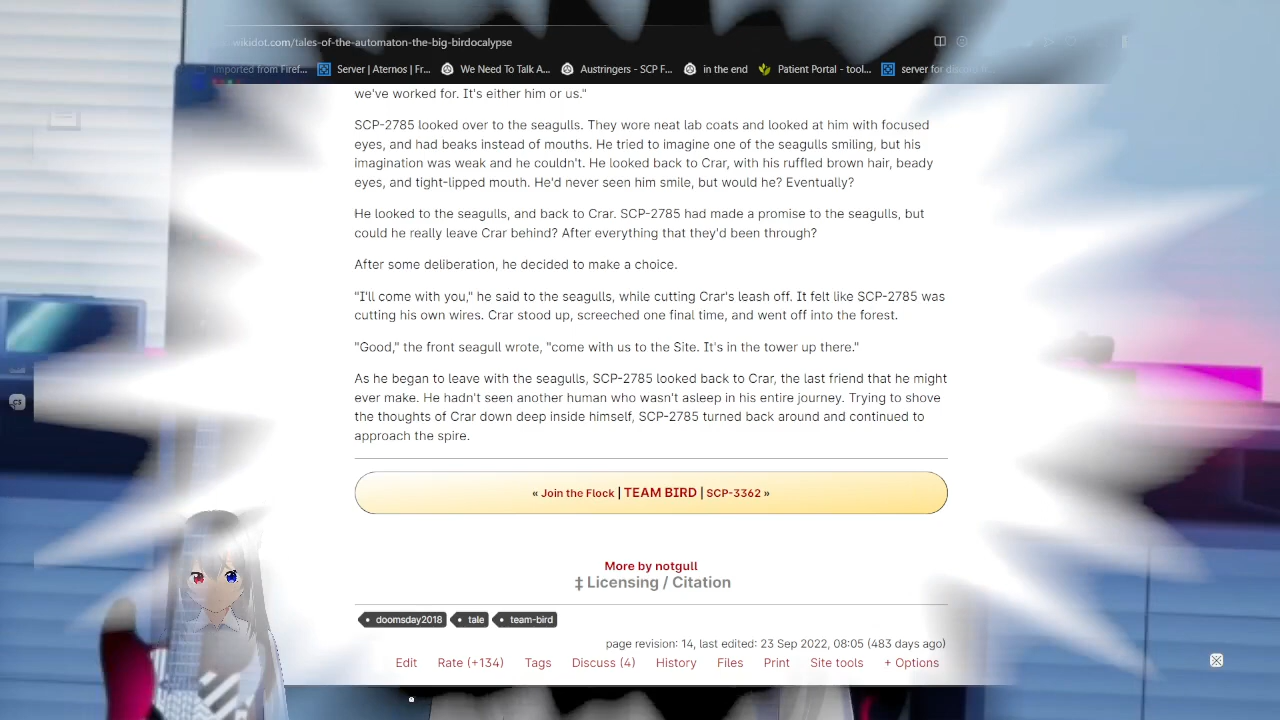 wikidot.com/tales-of-the-automaton-the-big-birdocalypse
Imported from Firef... Server | Aternos | Fr... We Need To Talk A... Austringers - SCP F... in the end Patient Portal - tool... server for discord
we've worked for. It's either him or us."
SCP-2785 looked over to the seagulls. They wore neat lab coats and looked at him with focused
eyes, and had beaks instead of mouths. He tried to imagine one of the seagulls smiling, but his
imagination was weak and he couldn't. He looked back to Crar, with his ruffled brown hair, beady
eyes, and tight-lipped mouth. He'd never seen him smile, but would he? Eventually?
He looked to the seagulls, and back to Crar. SCP-2785 had made a promise to the seagulls, but
could he really leave Crar behind? After everything that they'd been through?
After some deliberation, he decided to make a choice.
"I'll come with you," he said to the seagulls, while cutting Crar's leash off. It felt like SCP-2785 was
cutting his own wires. Crar stood up, screeched one final time, and went off into the forest.
"Good," the front seagull wrote, "come with us to the Site. It's in the tower up there."
As he began to leave with the seagulls, SCP-2785 looked back to Crar, the last friend that he might
ever make. He hadn't seen another human who wasn't asleep in his entire journey. Trying to shove
the thoughts of Crar down deep inside himself, SCP-2785 turned back around and continued to
approach the spire.
« Join the Flock | TEAM BIRD | SCP-3362 »
More by notgull
‡ Licensing / Citation
• doomsday2018 • tale • team-bird
page revision: 14, last edited: 23 Sep 2022, 08:05 (483 days ago)
Edit Rate (+134) Tags Discuss (4) History Files Print Site tools + Options